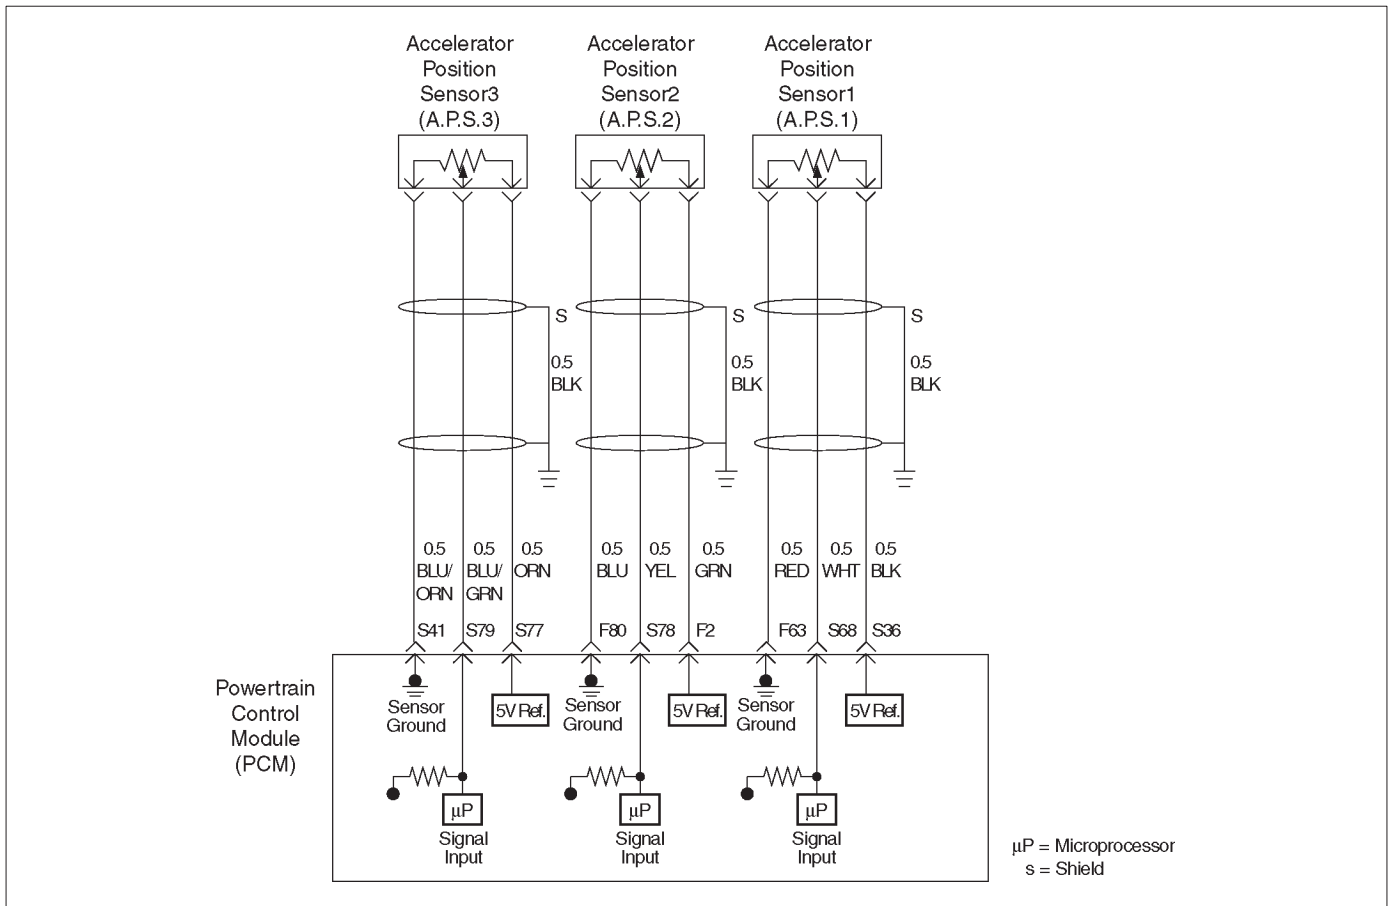 Accelerator
Position
Sensor3
(A.P.S.3)
Accelerator
Position
Sensor2
(A.P.S.2)
Accelerator
Position
Sensor1
(A.P.S.1)
S
0.5
BLK
S
0.5
BLK
S
0.5
BLK
0.5
BLU/
ORN
0.5
BLU/
GRN
0.5
ORN
0.5
BLU
0.5
YEL
0.5
GRN
0.5
RED
0.5
WHT
0.5
BLK
S41
S79
S77
F80
S78
F2
F63
S68
S36
Powertrain
Control
Module
(PCM)
Sensor
Ground
5V Ref.
Sensor
Ground
5V Ref.
Sensor
Ground
5V Ref.
µP
Signal
Input
µP
Signal
Input
µP
Signal
Input
µP = Microprocessor
s = Shield